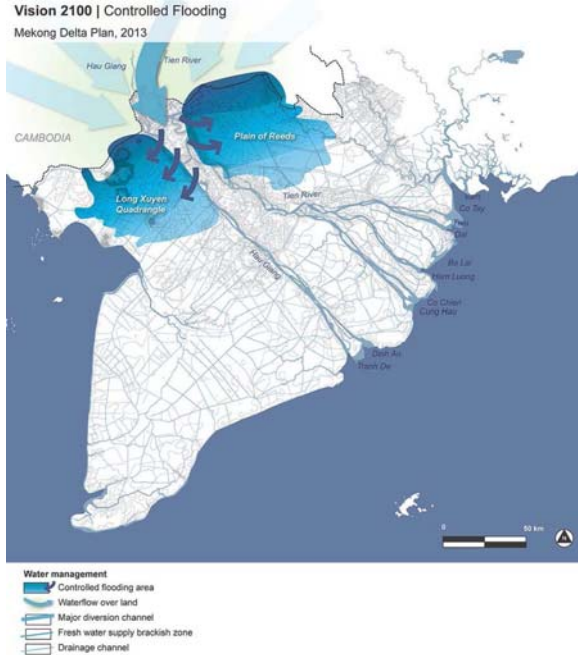 Vision 2100 | Controlled Flooding
Mekong Delta Plan, 2013
Hau Giang
Tien River
CAMBODIA
Plain of Reeds
Long Xuyen
Quadrangle
Tien River
Hau Giang
Co Tay
Tieu
Dai
Ba Lai
Ham Luong
Co Chien
Cung Hau
Dinh An
Tranh De
0 50 km
N
Water management
Controlled flooding area
Waterflow over land
Major diversion channel
Fresh water supply brackish zone
Drainage channel